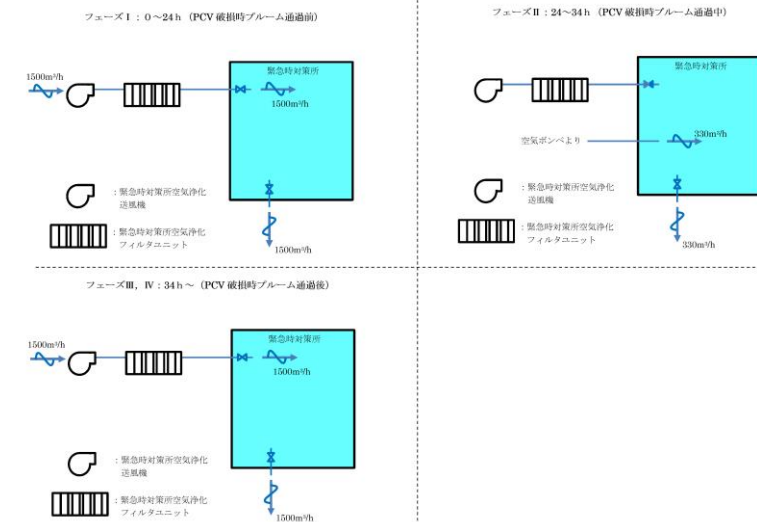 フェーズⅠ：０～24ｈ（PCV 破損時プルーム通過前）
1500m³/h
緊急時対策所
1500m³/h
：緊急時対策所空気浄化
送風機
：緊急時対策所空気浄化
フィルタユニット
1500m³/h
フェーズⅡ：24～34ｈ（PCV 破損時プルーム通過中）
緊急時対策所
空気ボンベより
330m³/h
：緊急時対策所空気浄化
送風機
：緊急時対策所空気浄化
フィルタユニット
330m³/h
フェーズⅢ，Ⅳ：34ｈ～（PCV 破損時プルーム通過後）
1500m³/h
緊急時対策所
1500m³/h
：緊急時対策所空気浄化
送風機
：緊急時対策所空気浄化
フィルタユニット
1500m³/h